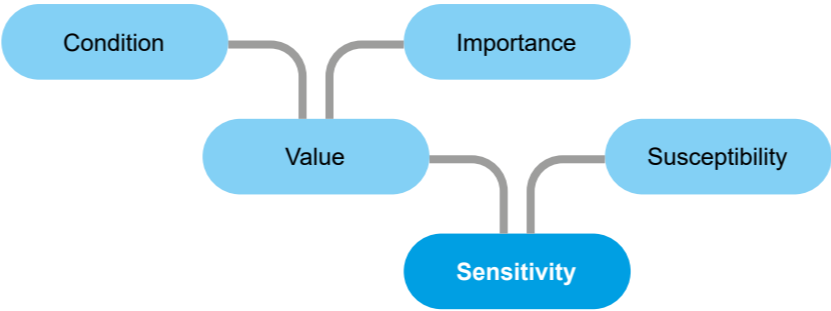 Condition
Importance
Value
Susceptibility
Sensitivity